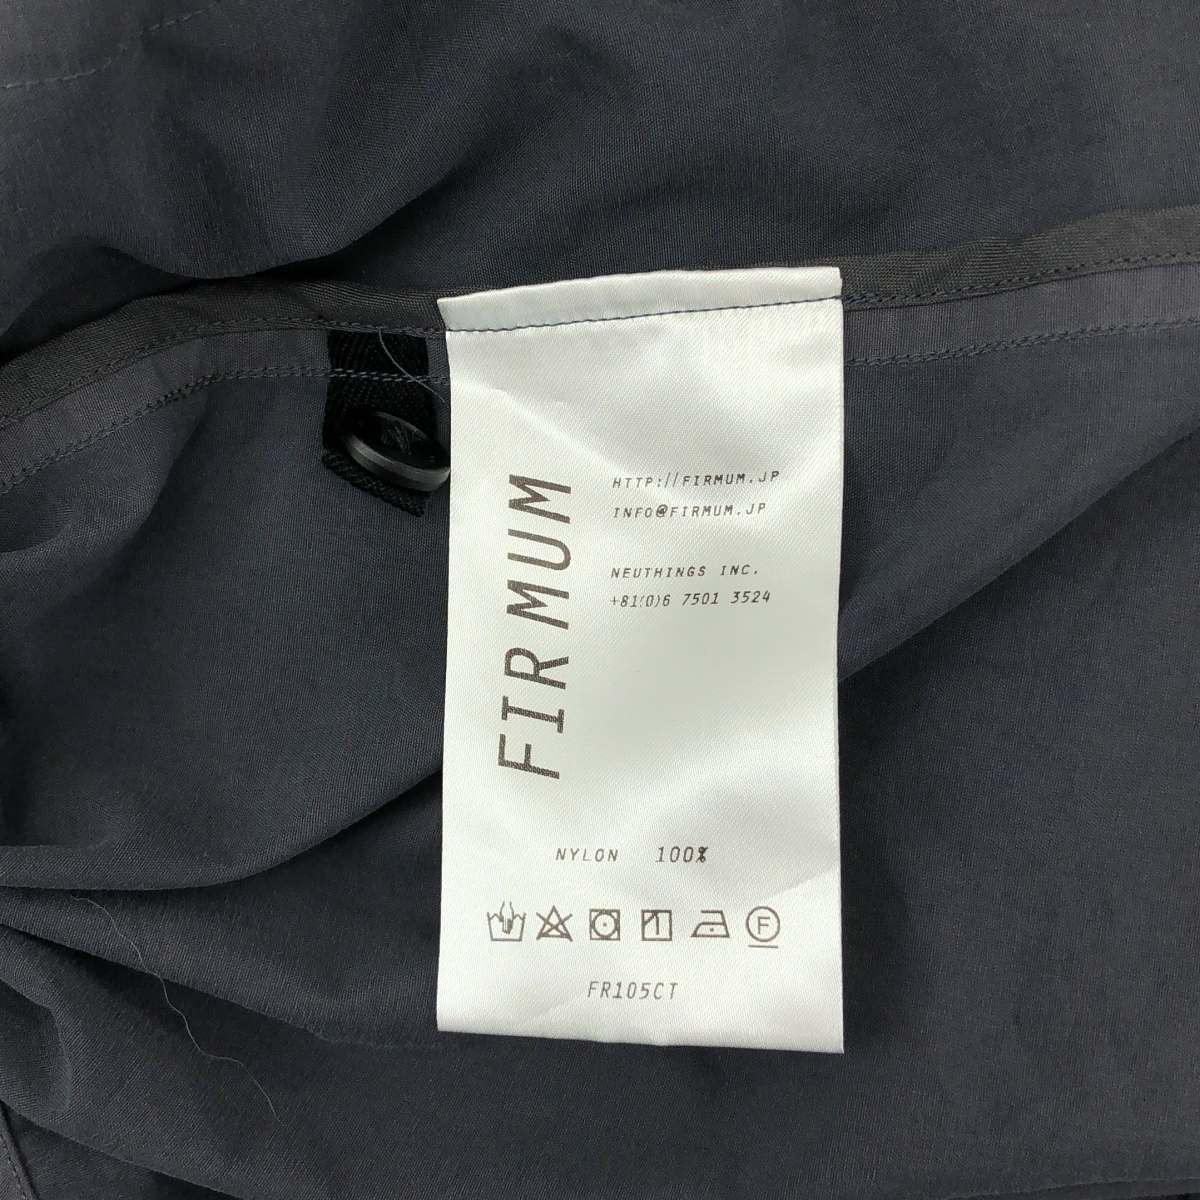 FIRMUM
HTTP://FIRMUM.JP
INFO@FIRMUM.JP
NEUTHINGS INC.
+81(0)6 7501 3524
NYLON 100%
F
FR105CT